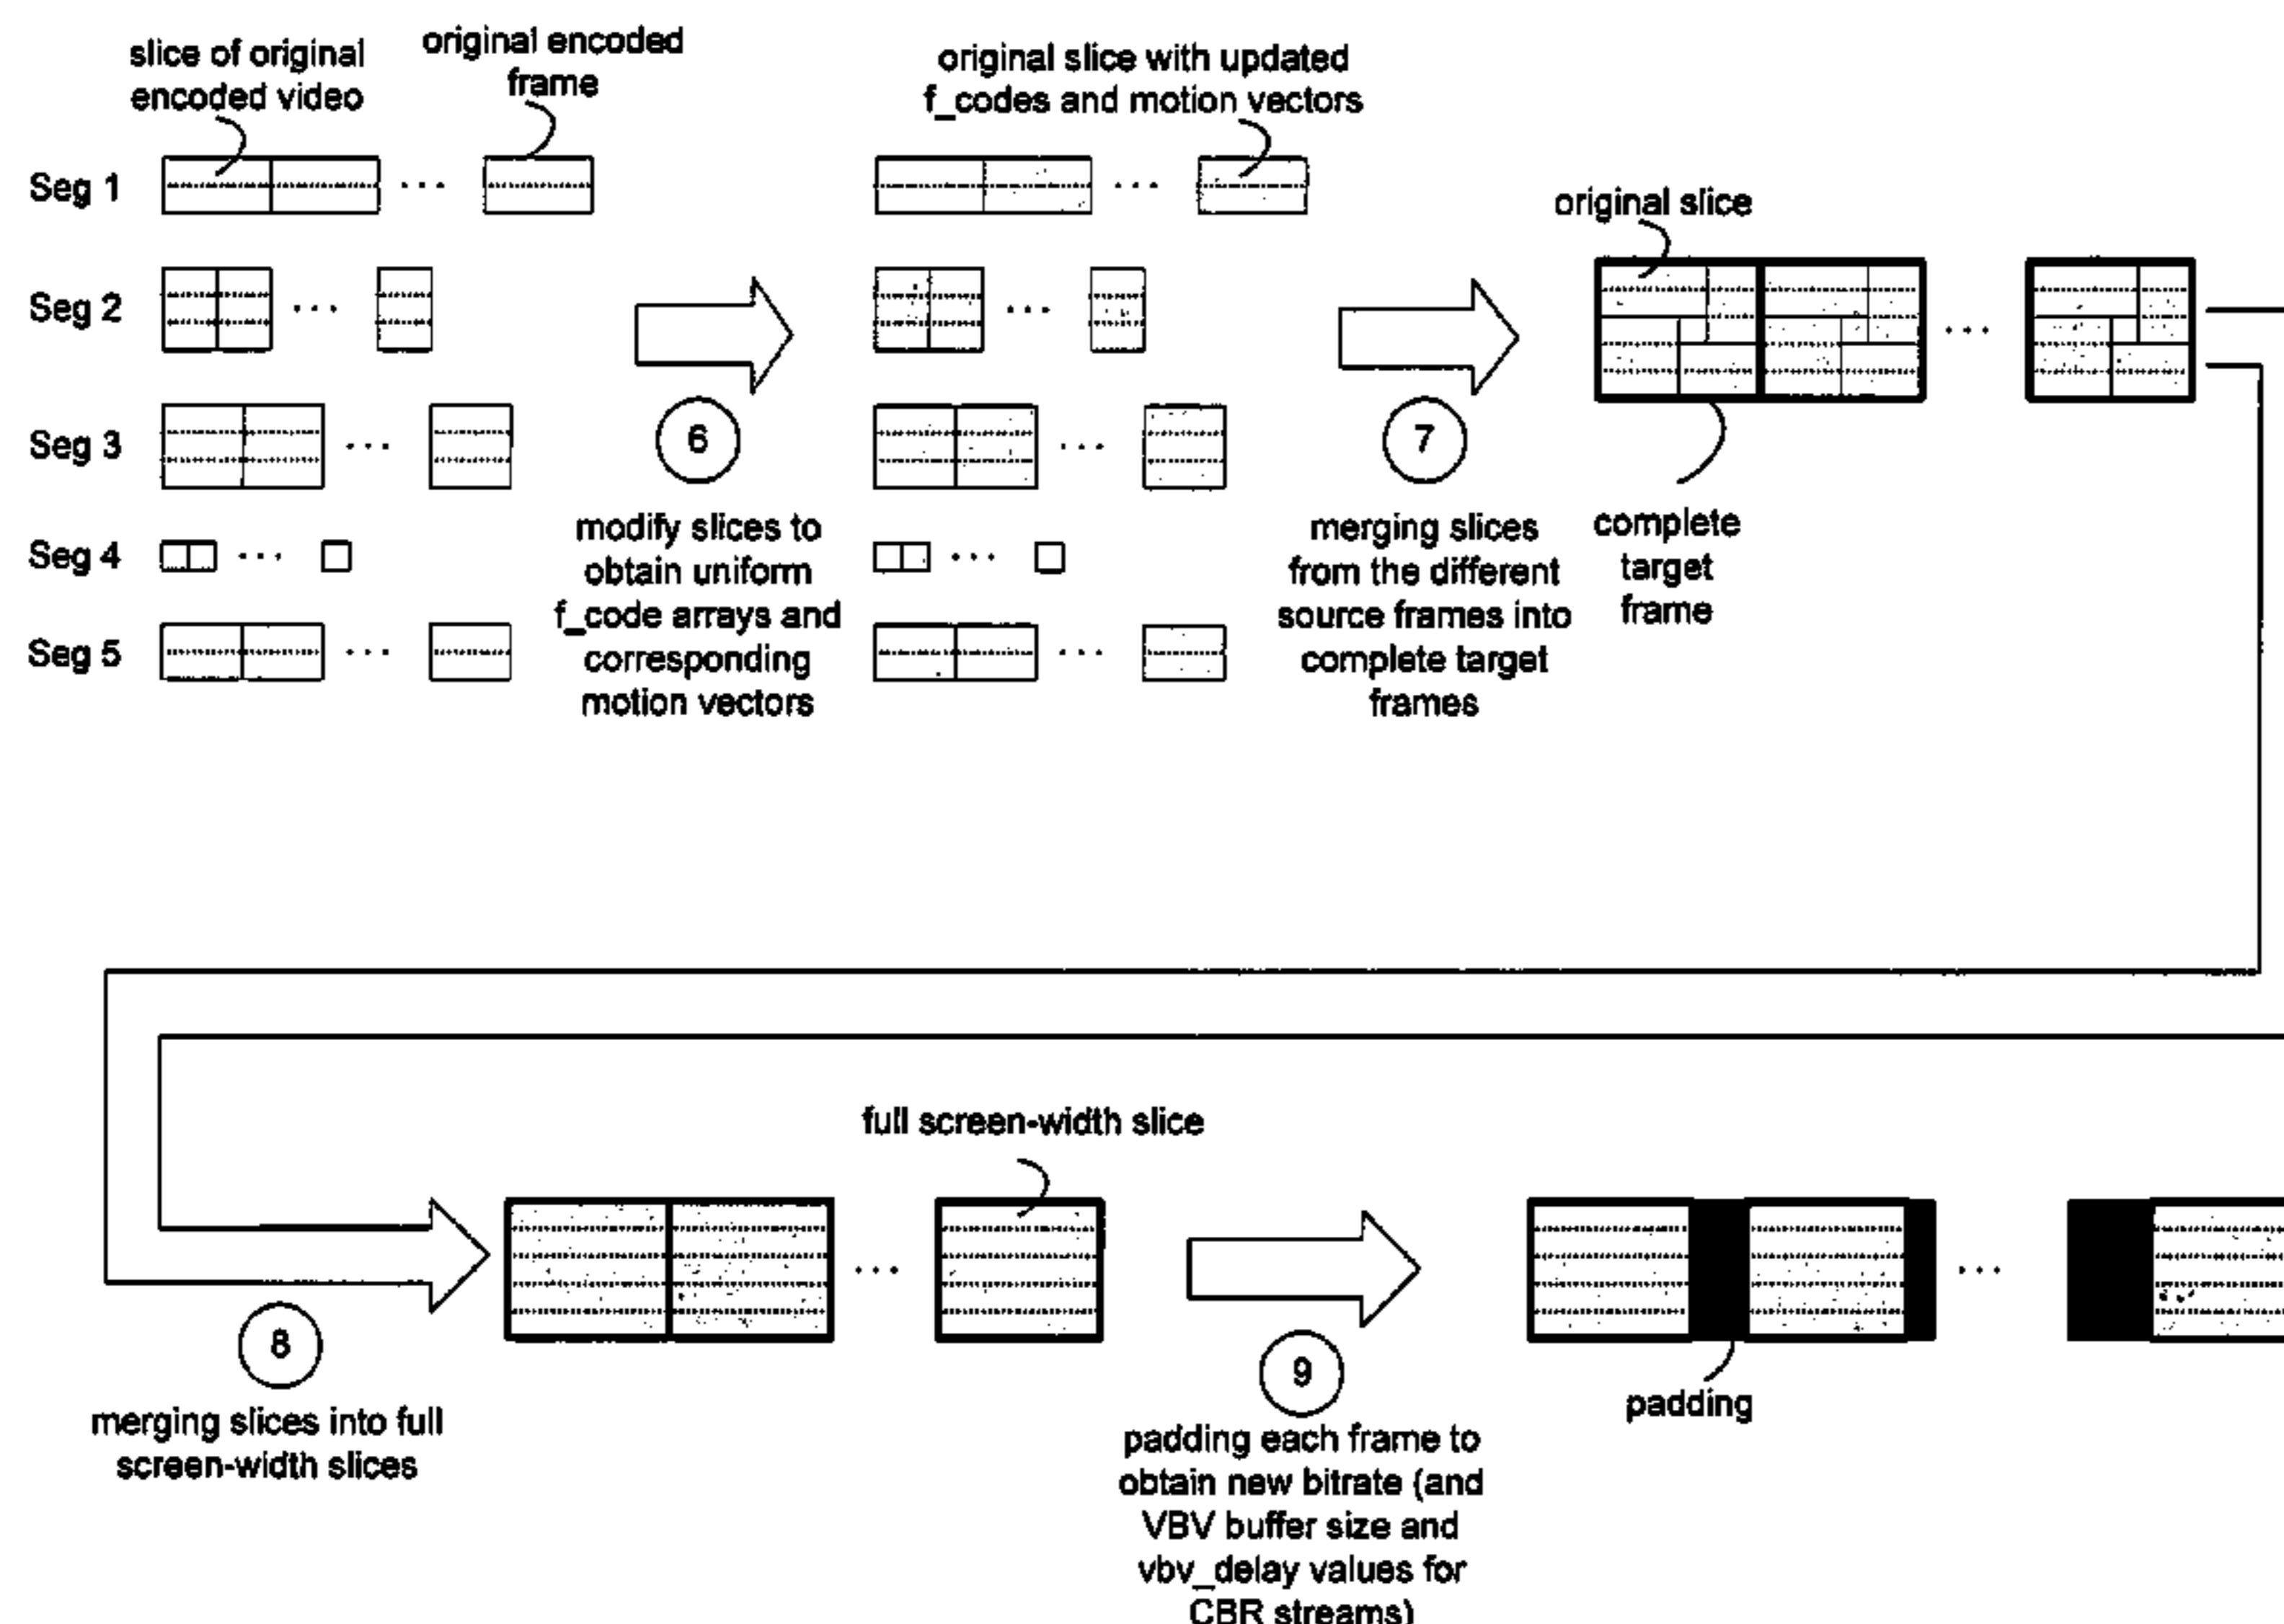 slice of original
encoded video
original encoded
frame
original slice with updated
f_codes and motion vectors
Seg 1
original slice
Seg 2
Seg 3
6
7
modify slices to
obtain uniform
f_code arrays and
corresponding
motion vectors
merging slices
from the different
source frames into
complete target
frames
complete
target
frame
Seg 4
Seg 5
full screen-width slice
8
merging slices into full
screen-width slices
9
padding each frame to
obtain new bitrate (and
VBV buffer size and
vbv_delay values for
CBR streams)
padding